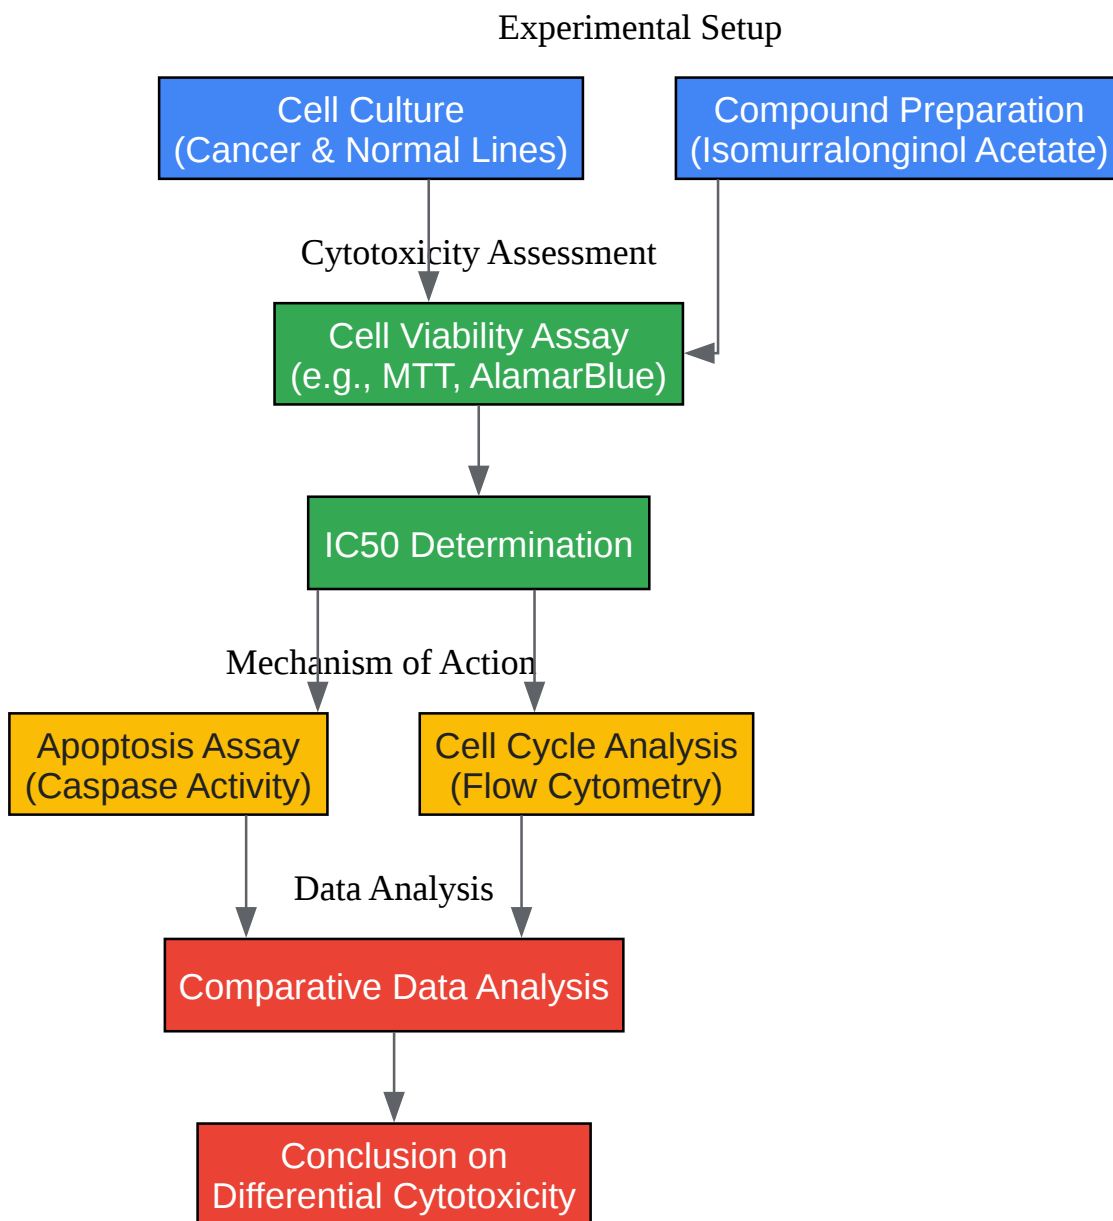 Experimental Setup
Cell Culture
(Cancer & Normal Lines)
Compound Preparation
(Isomurralonginol Acetate)
Cytotoxicity Assessment
Cell Viability Assay
(e.g., MTT, AlamarBlue)
IC50 Determination
Mechanism of Action
Apoptosis Assay
(Caspase Activity)
Cell Cycle Analysis
(Flow Cytometry)
Data Analysis
Comparative Data Analysis
Conclusion on
Differential Cytotoxicity